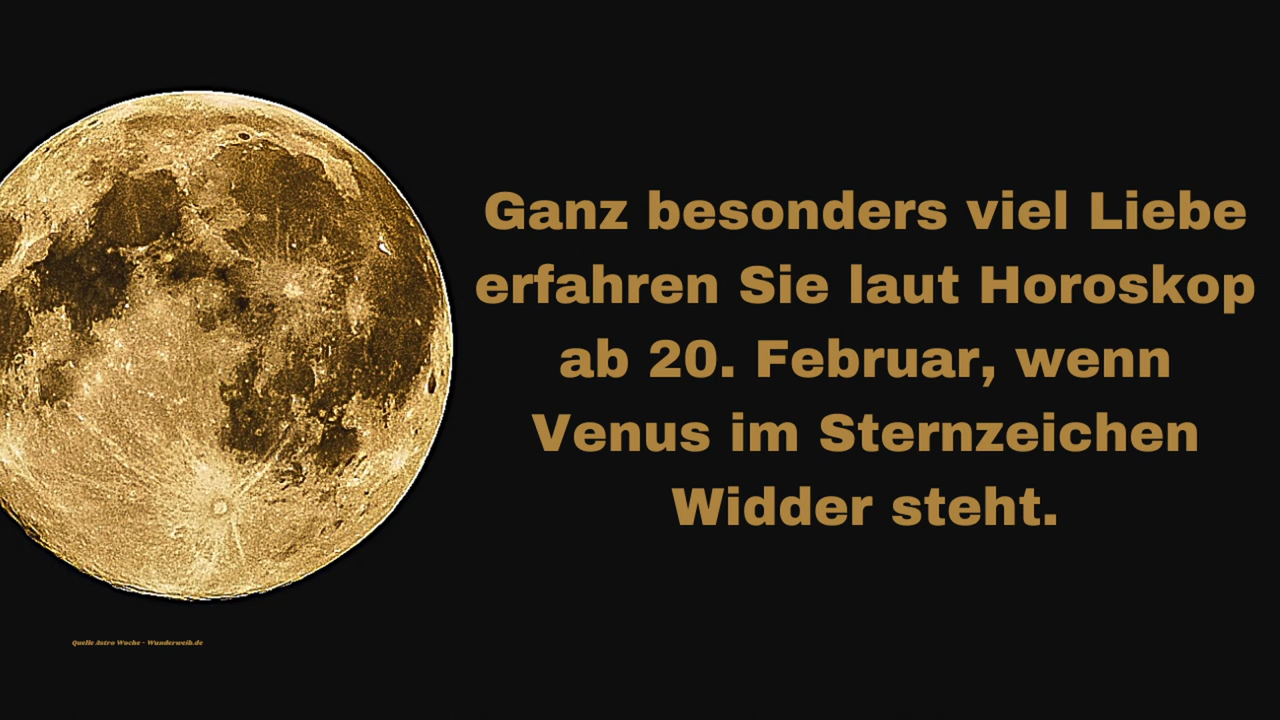 Ganz besonders viel Liebe
erfahren Sie laut Horoskop
ab 20. Februar, wenn
Venus im Sternzeichen
Widder steht.
Quelle Astro Woche - Wunderweib.de